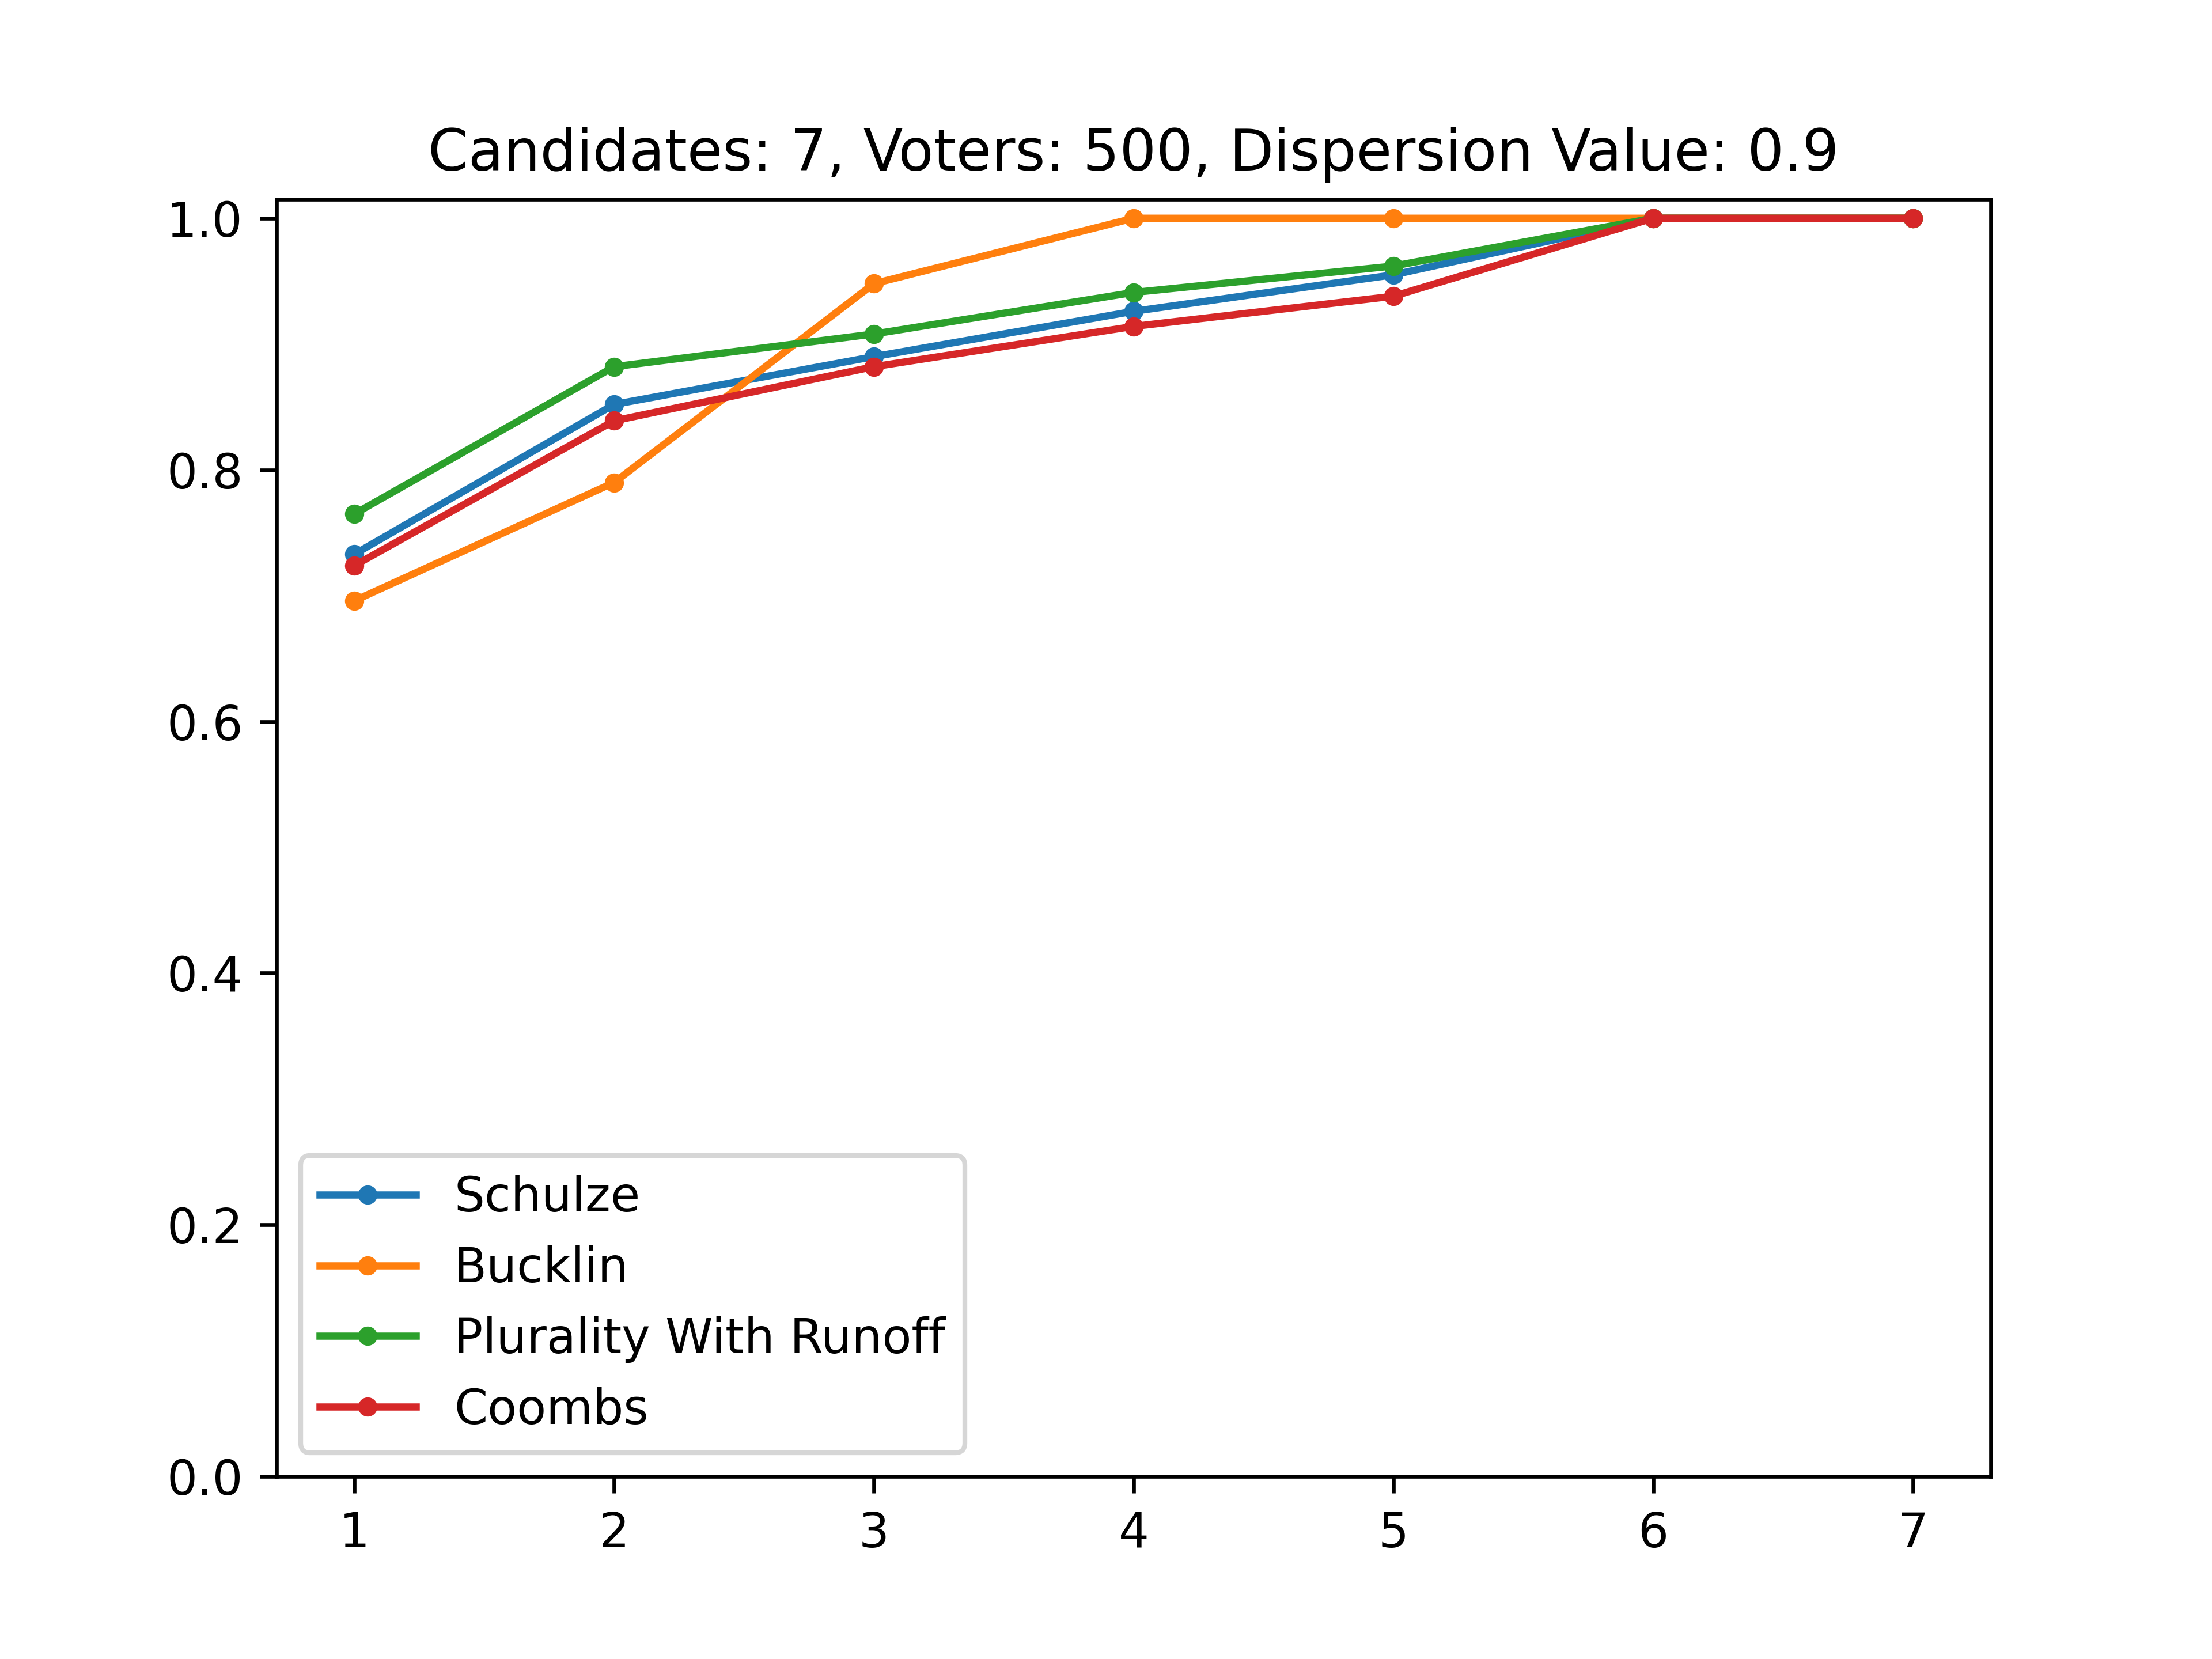 Candidates: 7, Voters: 500, Dispersion Value: 0.9
1.0
0.8
0.6
0.4
0.2
0.0
Schulze
Bucklin
Plurality With Runoff
Coombs
1 2 3 4 5 6 7